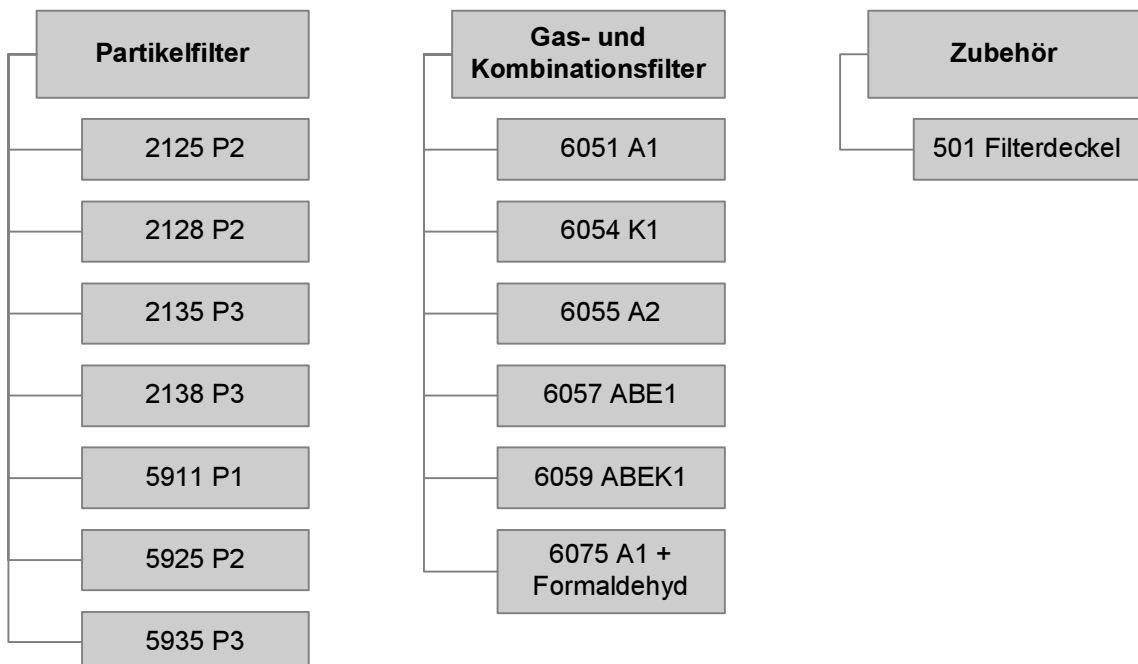 Partikelfilter
2125 P2
2128 P2
2135 P3
2138 P3
5911 P1
5925 P2
5935 P3
Gas- und
Kombinationsfilter
6051 A1
6054 K1
6055 A2
6057 ABE1
6059 ABEK1
6075 A1 +
Formaldehyd
Zubehör
501 Filterdeckel